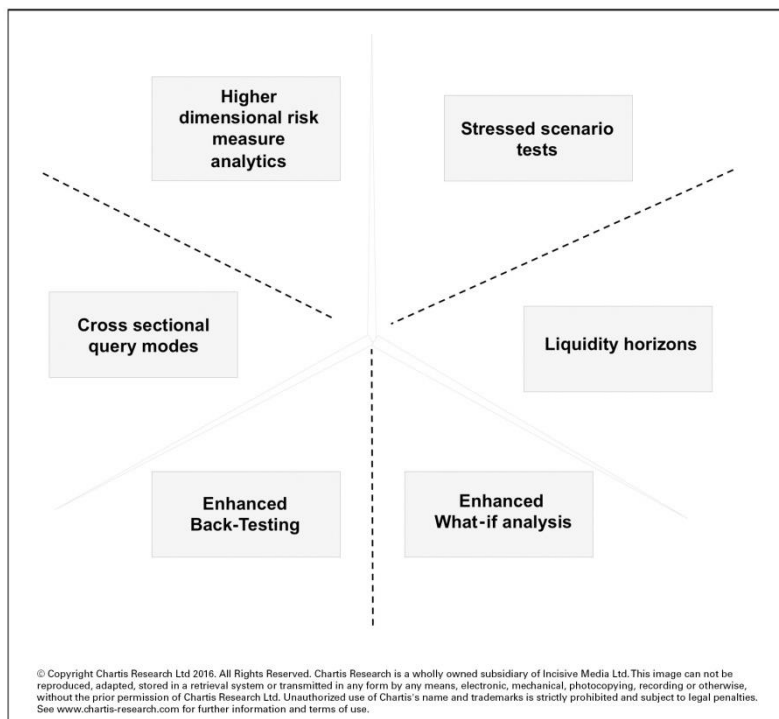 Higher
dimensional risk
measure
analytics
Stressed scenario
tests
Cross sectional
query modes
Liquidity horizons
Enhanced
Back-Testing
Enhanced
What-if analysis
© Copyright Chartis Research Ltd 2016. All Rights Reserved. Chartis Research is a wholly owned subsidiary of Incisive Media Ltd. This image can not be
reproduced, adapted, stored in a retrieval system or transmitted in any form by any means, electronic, mechanical, photocopying, recording or otherwise,
without the prior permission of Chartis Research Ltd. Unauthorized use of Chartis's name and trademarks is strictly prohibited and subject to legal penalties.
See www.chartis-research.com for further information and terms of use.